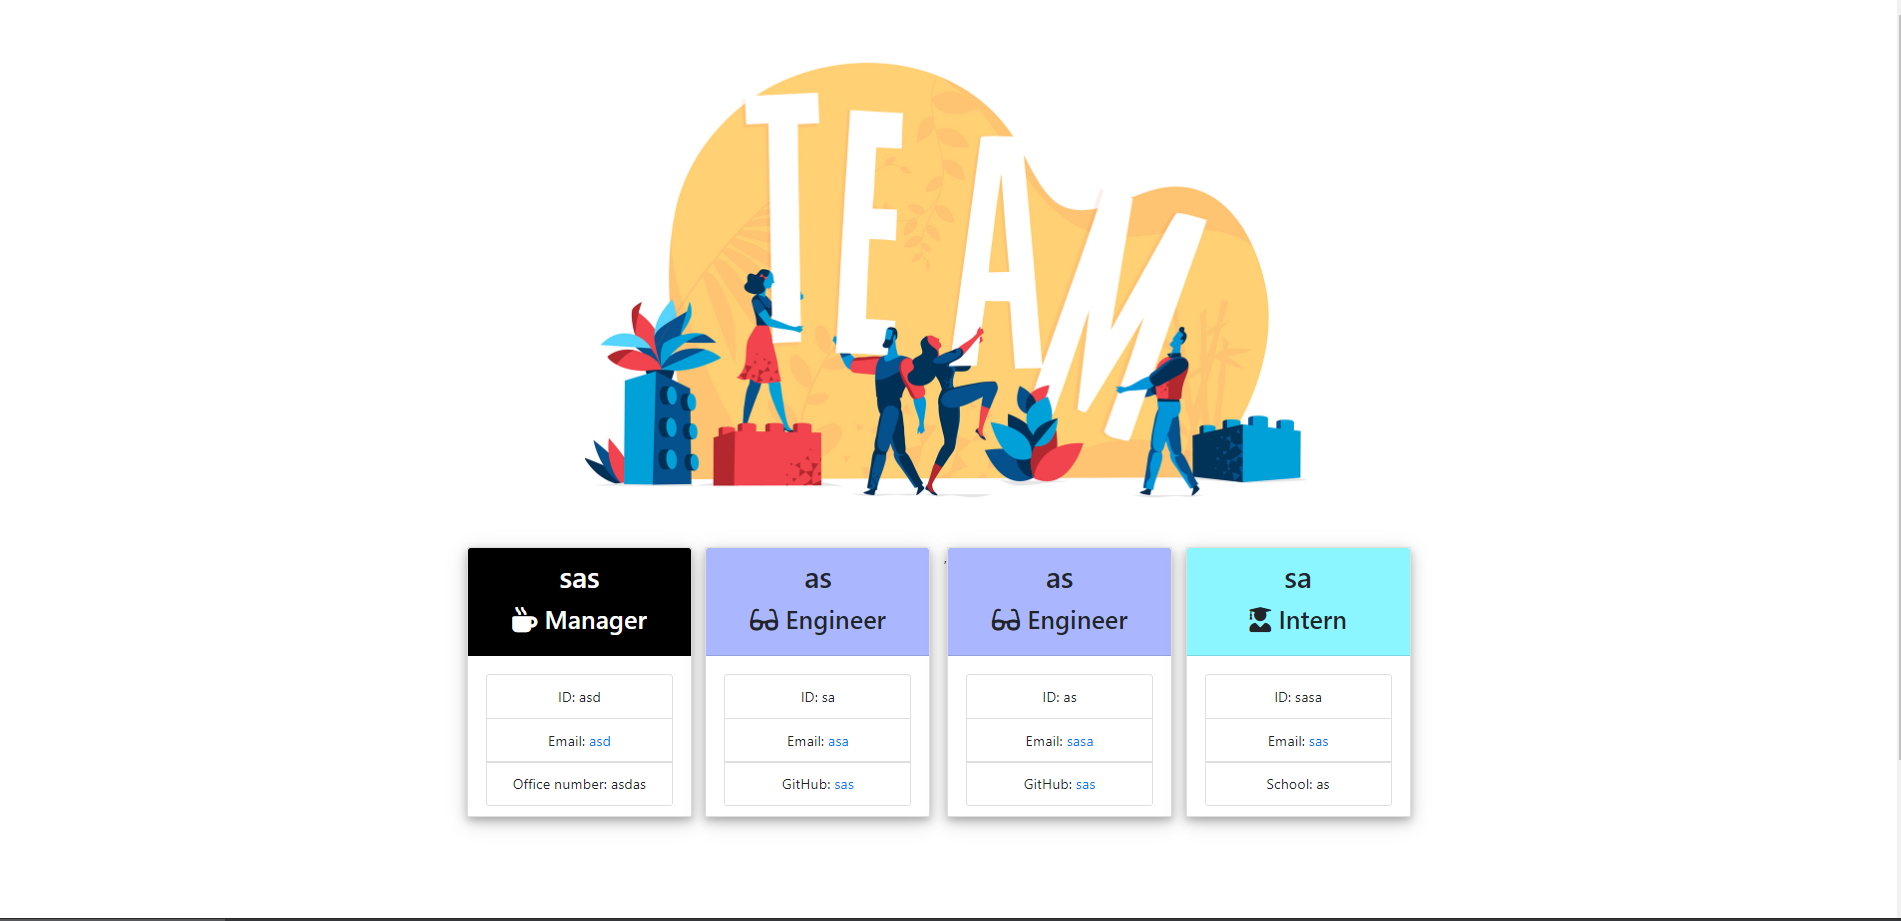 TEAM
sas
Manager
ID: asd
Email: asd
Office number: asdas
as
Engineer
ID: sa
Email: asa
GitHub: sas
,
as
Engineer
ID: as
Email: sasa
GitHub: sas
sa
Intern
ID: sasa
Email: sas
School: as